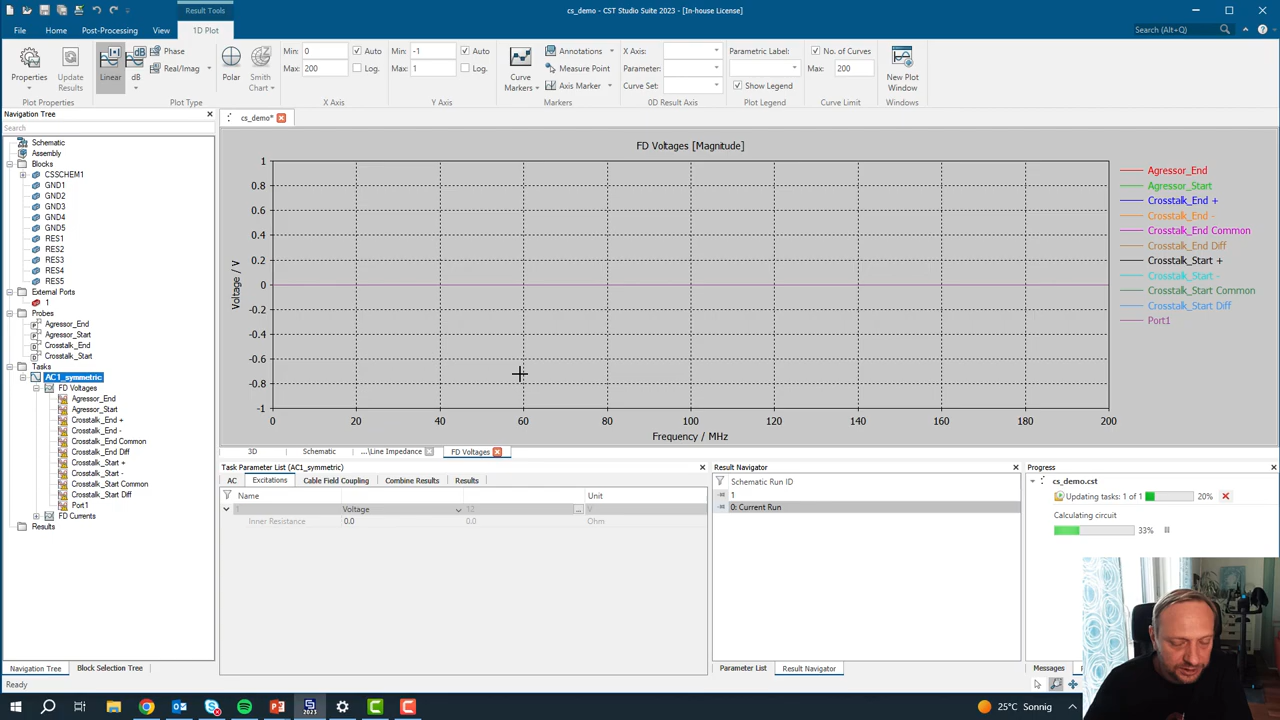 cs_demo - CST Studio Suite 2023 - [In-house License]
Result Tools
File Home Post-Processing View 1D Plot
Search (Alt+Q)
Properties
Update Results
Linear
dB
Phase
Real/Imag
Polar
Smith Chart
Min: 0 Auto
Max: 200 Log.
Min: -1 Auto
Max: 1 Log.
Curve Markers
Annotations
Measure Point
Axis Marker
X Axis:
Parameter:
Curve Set:
Parametric Label:
Show Legend
No. of Curves
Max: 200
New Plot Window
Plot Properties Plot Type X Axis Y Axis Markers 0D Result Axis Plot Legend Curve Limit Windows
Navigation Tree
Search
Schematic
Assembly
Blocks
CSSCHEM1
GND1
GND2
GND3
GND4
GND5
RES1
RES2
RES3
RES4
RES5
External Ports
1
Probes
Agressor_End
Agressor_Start
Crosstalk_End
Crosstalk_Start
Tasks
AC1_symmetric
FD Voltages
Agressor_End
Agressor_Start
Crosstalk_End +
Crosstalk_End -
Crosstalk_End Common
Crosstalk_End Diff
Crosstalk_Start +
Crosstalk_Start -
Crosstalk_Start Common
Crosstalk_Start Diff
Port1
FD Currents
Results
Navigation Tree Block Selection Tree
Ready
cs_demo*
FD Voltages [Magnitude]
Voltage / V
1
0.8
0.6
0.4
0.2
0
-0.2
-0.4
-0.6
-0.8
-1
0 20 40 60 80 100 120 140 160 180 200
Frequency / MHz
Agressor_End
Agressor_Start
Crosstalk_End +
Crosstalk_End -
Crosstalk_End Common
Crosstalk_End Diff
Crosstalk_Start +
Crosstalk_Start -
Crosstalk_Start Common
Crosstalk_Start Diff
Port1
3D Schematic ...\Line Impedance FD Voltages
Task Parameter List (AC1_symmetric)
AC Excitations Cable Field Coupling Combine Results Results
Name Unit
1 Voltage 12 ... V
Inner Resistance 0.0 0.0 Ohm
Result Navigator
Schematic Run ID
1
0: Current Run
Parameter List Result Navigator
Progress
cs_demo.cst
Updating tasks: 1 of 1 20%
Calculating circuit
33%
Messages
2023
25°C Sonnig